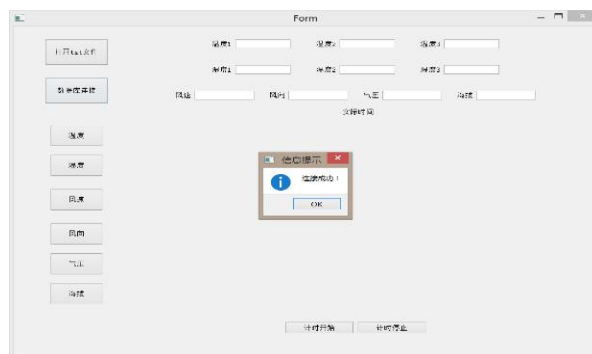 Form
打开txt文件
温度1 温度2 温度3
湿度1 湿度2 湿度3
数据库连接
风速 风向 气压 海拔
实时时间
温度
信息提示
湿度
连接成功！
OK
风速
风向
气压
海拔
计时开始 计时停止